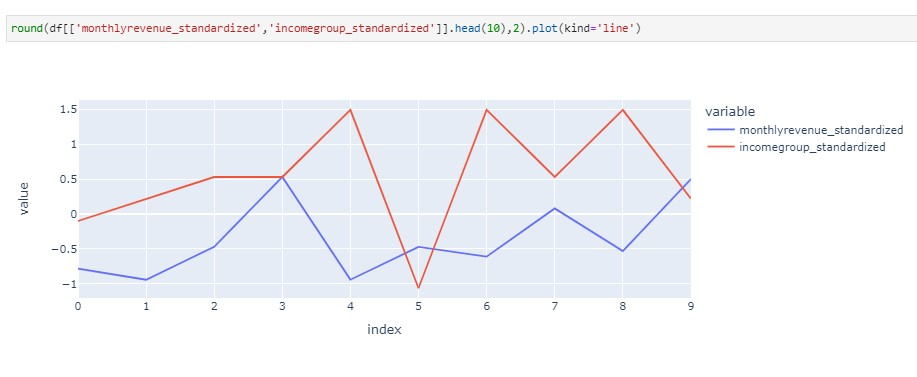 round(df[['monthlyrevenue_standardized','incomegroup_standardized']].head(10),2).plot(kind='line')
variable
monthlyrevenue_standardized
incomegroup_standardized
1.5
1
0.5
0
−0.5
−1
value
0 1 2 3 4 5 6 7 8 9
index